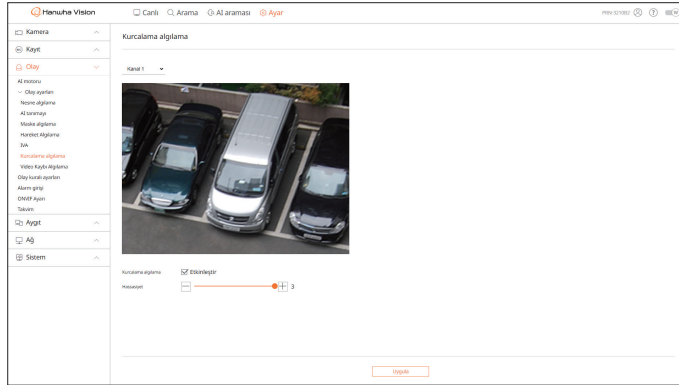 Hanwha Vision
Canlı
Arama
AI araması
Ayar
Kamera
Kayıt
Olay
AI motoru
Olay ayarları
Nesne algılama
AI tanımayı
Maske algılama
Hareket Algılama
IVA
Kurcalama algılama
Video Kaybı Algılama
Olay kuralı ayarları
Alarm girişi
ONVIF Ayarı
Takvim
Aygıt
Ağ
Sistem
Kurcalama algılama
Kanal 1
Kurcalama algılama
Etkinleştir
Hassasiyet
3
Uygula